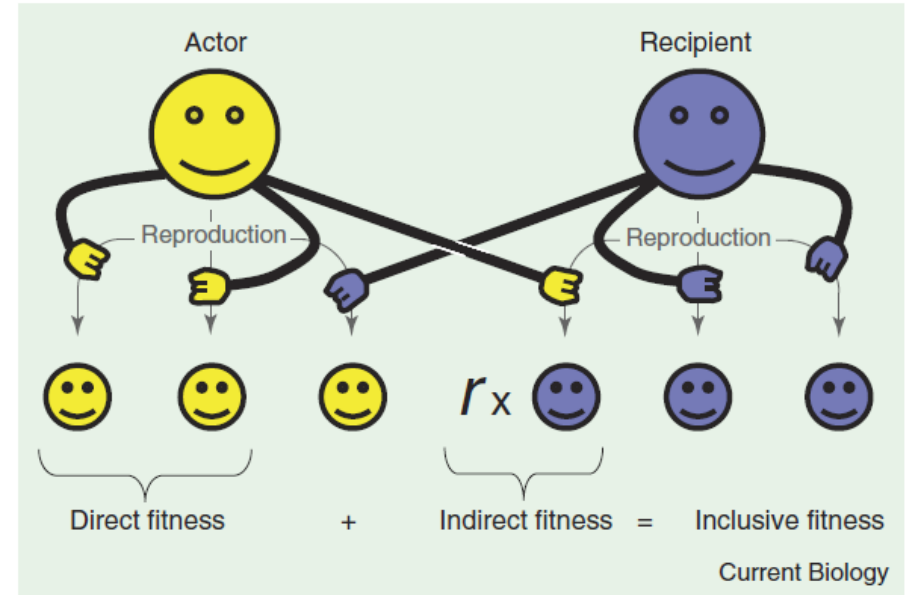 Actor
Recipient
Reproduction
Reproduction
r x
Direct fitness + Indirect fitness = Inclusive fitness
Current Biology